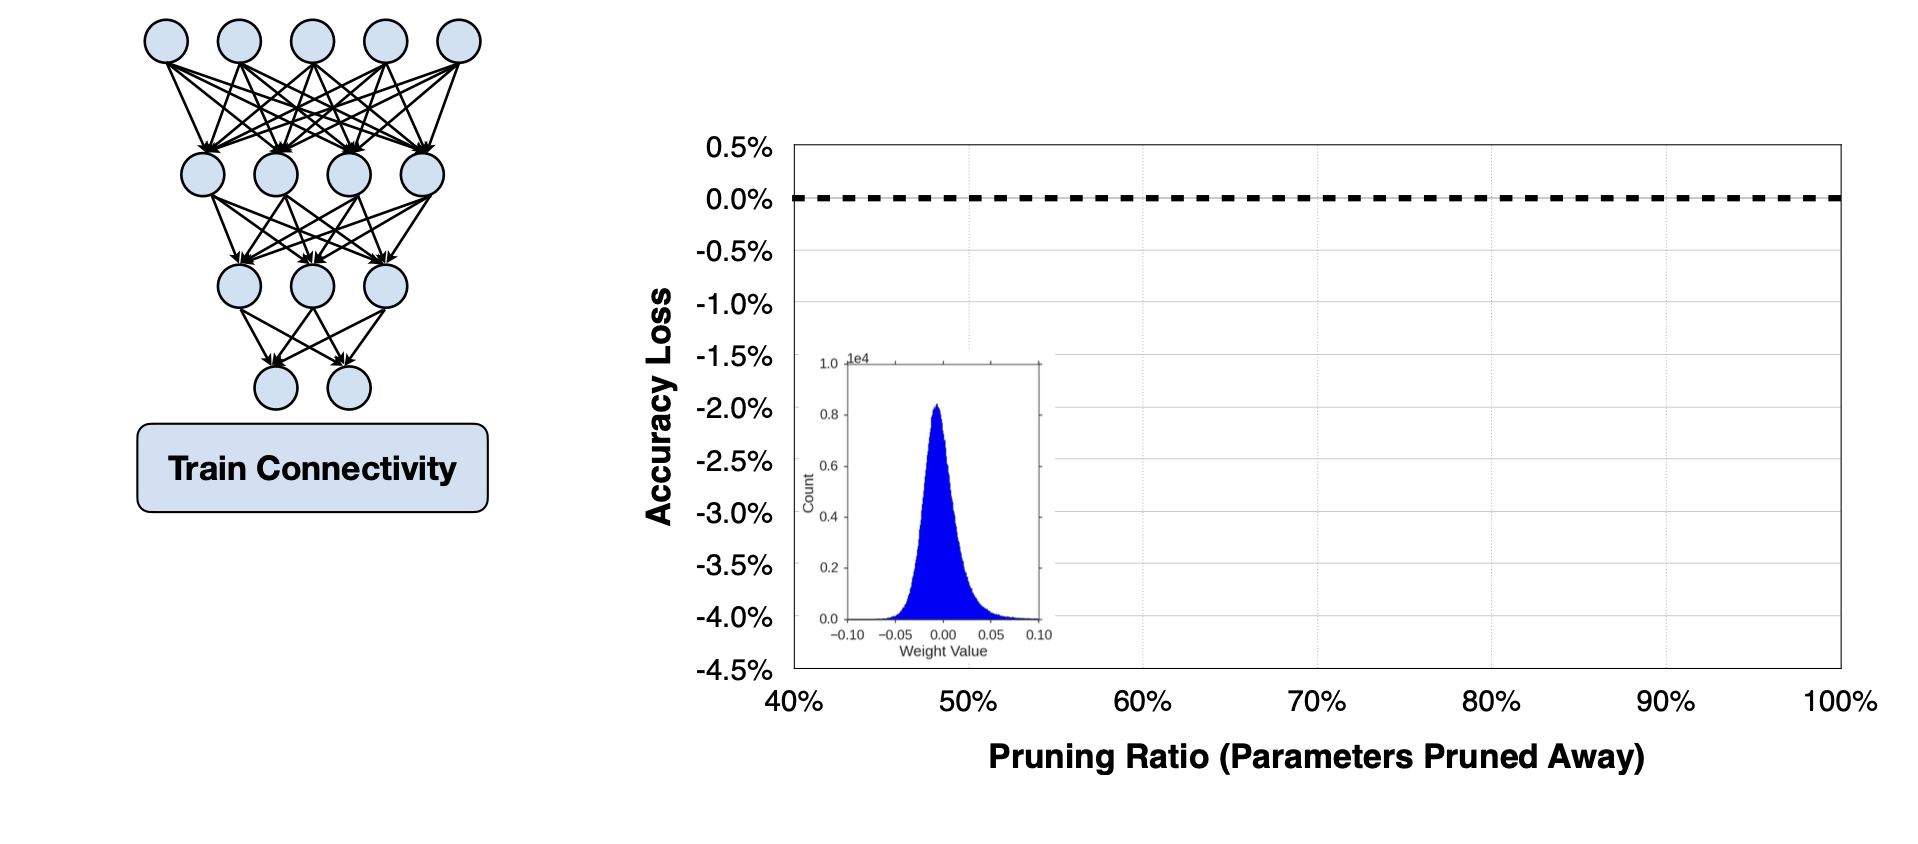 Train Connectivity
Accuracy Loss
0.5%
0.0%
-0.5%
-1.0%
-1.5%
-2.0%
-2.5%
-3.0%
-3.5%
-4.0%
-4.5%
40% 50% 60% 70% 80% 90% 100%
Pruning Ratio (Parameters Pruned Away)
1e4
Count
1.0
0.8
0.6
0.4
0.2
0.0
−0.10 −0.05 0.00 0.05 0.10
Weight Value